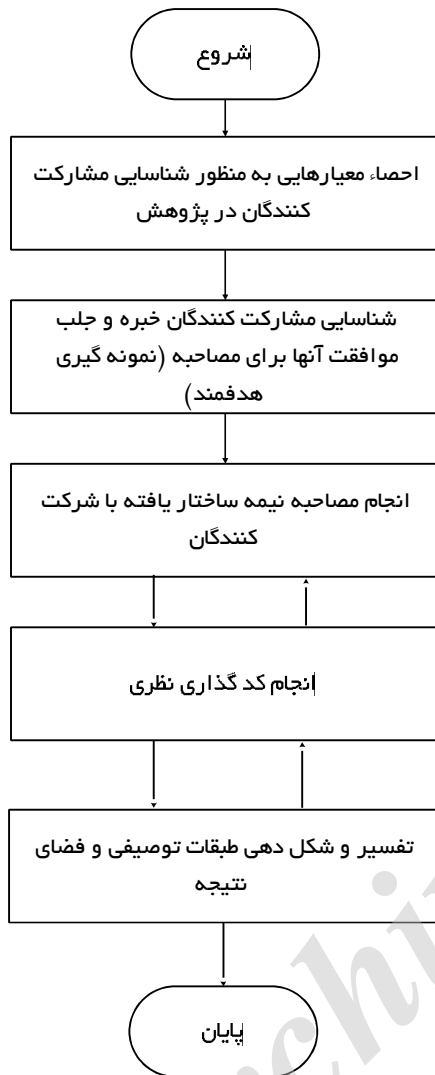 شروع
احصاء معیارهایی به منظور شناسایی مشارکت
کنندگان در پژوهش
شناسایی مشارکت کنندگان خبره و جلب
موافقت آنها برای مصاحبه (نمونه گیری
هدفمند)
انجام مصاحبه نیمه ساختار یافته با شرکت
کنندگان
انجام کد گذاری نظری
تفسیر و شکل دهی طبقات توصیفی و فضای
نتیجه
پایان